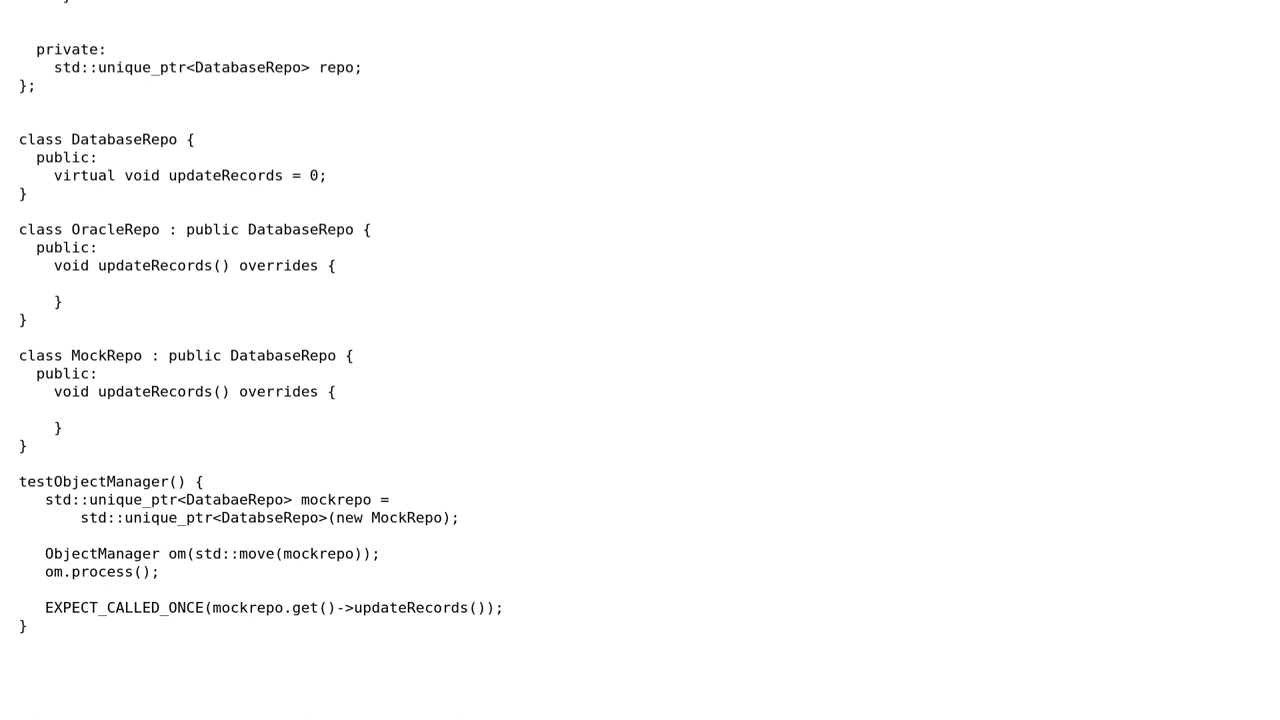 private:
std::unique_ptr<DatabaseRepo> repo;
};
class DatabaseRepo {
public:
virtual void updateRecords = 0;
}
class OracleRepo : public DatabaseRepo {
public:
void updateRecords() overrides {
}
}
class MockRepo : public DatabaseRepo {
public:
void updateRecords() overrides {
}
}
testObjectManager() {
std::unique_ptr<DatabaeRepo> mockrepo =
std::unique_ptr<DatabseRepo>(new MockRepo);
ObjectManager om(std::move(mockrepo));
om.process();
EXPECT_CALLED_ONCE(mockrepo.get()->updateRecords());
}